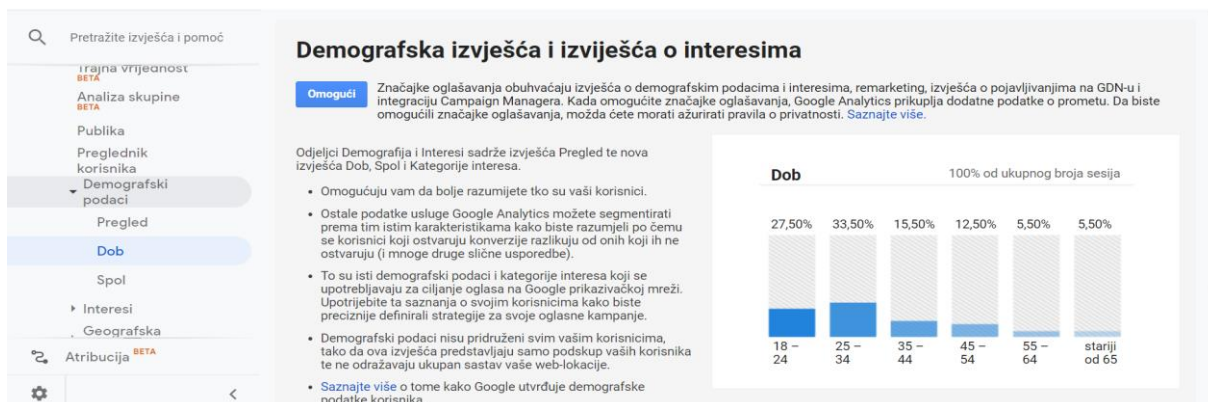 Pretražite izvješća i pomoć
Trajna vrijednost
BETA
Analiza skupine
BETA
Publika
Preglednik
korisnika
Demografski
podaci
Pregled
Dob
Spol
Interesi
Geografska
Atribucija BETA
Demografska izvješća i izviješća o interesima
Omogući
Značajke oglašavanja obuhvaćaju izvješća o demografskim podacima i interesima, remarketing, izvješća o pojavljivanjima na GDN-u i
integraciju Campaign Managera. Kada omogućite značajke oglašavanja, Google Analytics prikuplja dodatne podatke o prometu. Da biste
omogućili značajke oglašavanja, možda ćete morati ažurirati pravila o privatnosti. Saznajte više.
Odjeljci Demografija i Interesi sadrže izvješća Pregled te nova
izvješća Dob, Spol i Kategorije interesa.
• Omogućuju vam da bolje razumijete tko su vaši korisnici.
• Ostale podatke usluge Google Analytics možete segmentirati
prema tim istim karakteristikama kako biste razumjeli po čemu
se korisnici koji ostvaruju konverzije razlikuju od onih koji ih ne
ostvaruju (i mnoge druge slične usporedbe).
• To su isti demografski podaci i kategorije interesa koji se
upotrebljavaju za ciljanje oglasa na Google prikazivačkoj mreži.
Upotrijebite ta saznanja o svojim korisnicima kako biste
preciznije definirali strategije za svoje oglasne kampanje.
• Demografski podaci nisu pridruženi svim vašim korisnicima,
tako da ova izvješća predstavljaju samo podskup vaših korisnika
te ne odražavaju ukupan sastav vaše web-lokacije.
• Saznajte više o tome kako Google utvrđuje demografske
podatke korisnika
Dob
100% od ukupnog broja sesija
27,50% 33,50% 15,50% 12,50% 5,50% 5,50%
18 – 25 – 35 – 45 – 55 – stariji
24 34 44 54 64 od 65